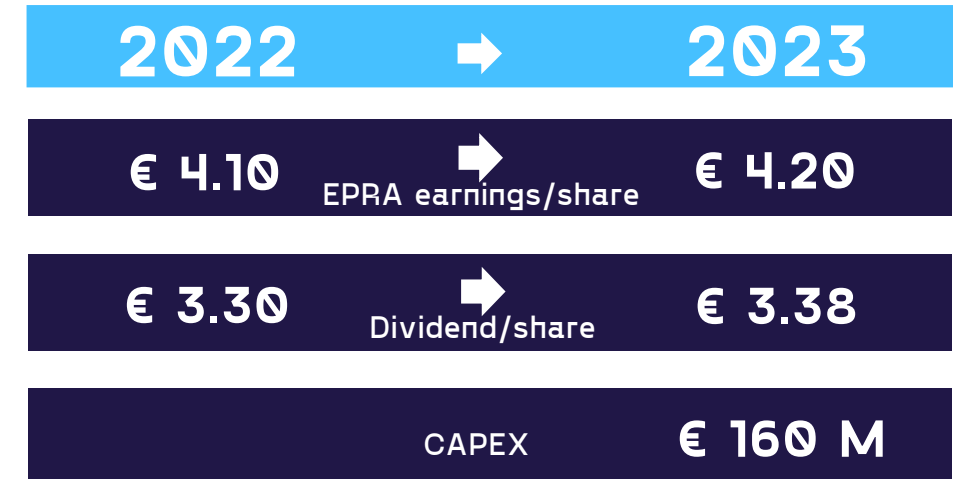 2022 2023
€ 4.10 € 4.20
EPRA earnings/share
€ 3.30 € 3.38
Dividend/share
CAPEX € 160 M